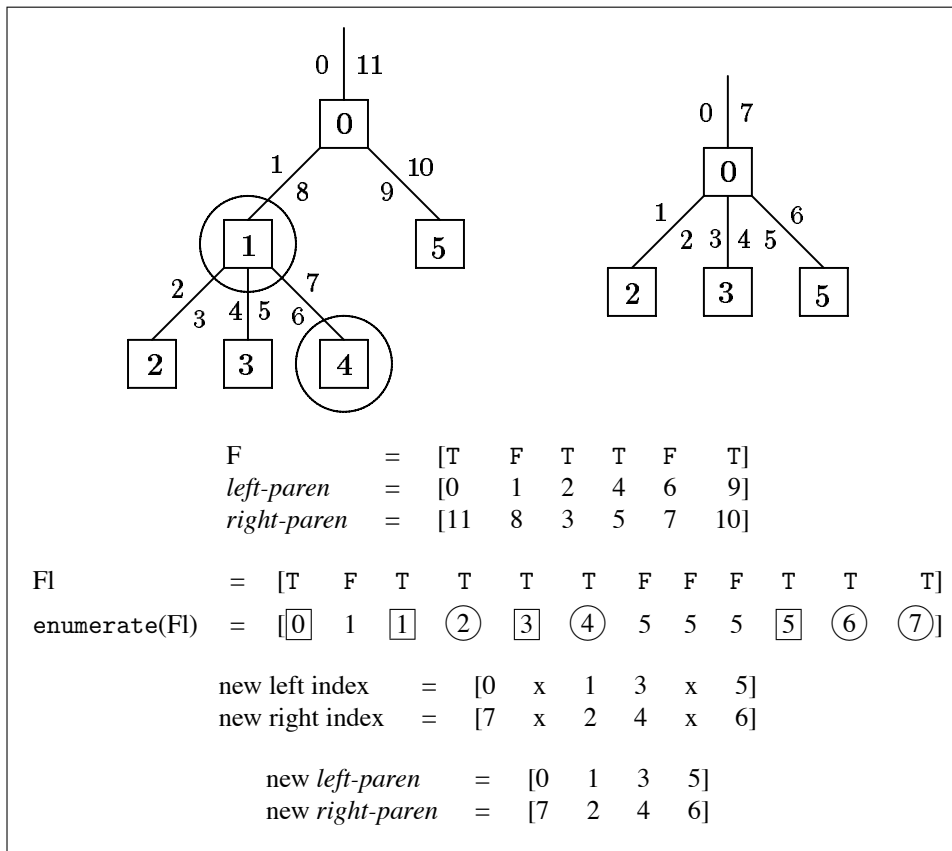 0 11
0
1 10
8 9
1 5
2 3 4 5 6 7
2 3 4
0 7
0
1 2 3 4 5 6
2 3 5
F = [T F T T F T]
left-paren = [0 1 2 4 6 9]
right-paren = [11 8 3 5 7 10]
Fl = [T F T T T T F F F T T T]
enumerate(Fl) = [0 1 1 2 3 4 5 5 5 5 6 7]
new left index = [0 x 1 3 x 5]
new right index = [7 x 2 4 x 6]
new left-paren = [0 1 3 5]
new right-paren = [7 2 4 6]